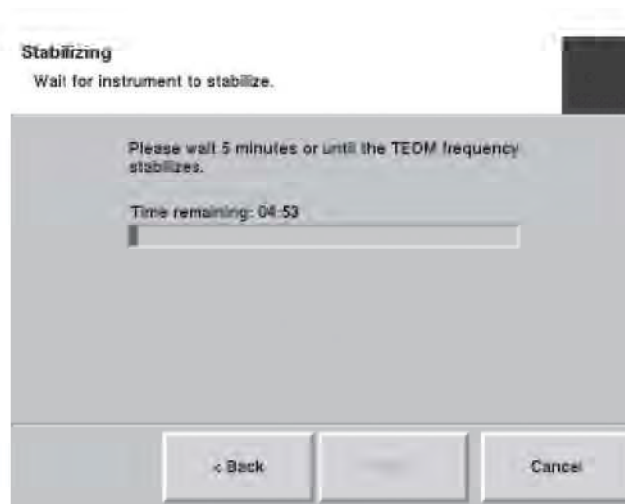 Stabilizing
Wait for instrument to stabilize.
Please wait 5 minutes or until the TEOM frequency
stabilizes.
Time remaining: 04:53
< Back
Cancel